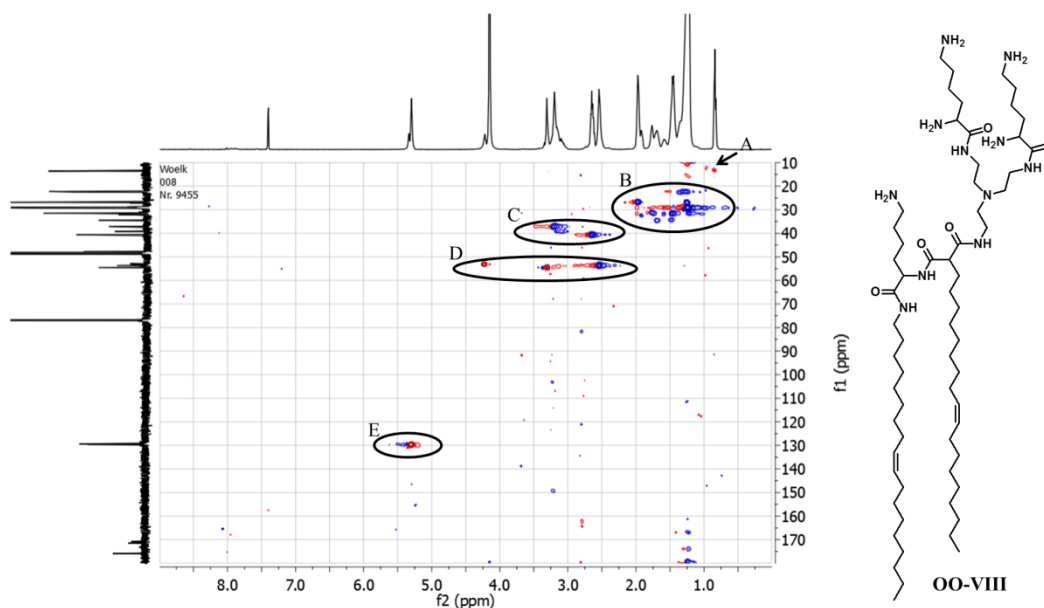 A
Woelk
008
Nr. 9455
B
C
D
E
10
20
30
40
50
60
70
80
90
100
110
120
130
140
150
160
170
f1 (ppm)
8.0 7.0 6.0 5.0 4.0 3.0 2.0 1.0
f2 (ppm)
NH2
NH2
H2N
O
H2N
O
HN
NH
N
NH2
O
O
NH
NH
O
HN
OO-VIII